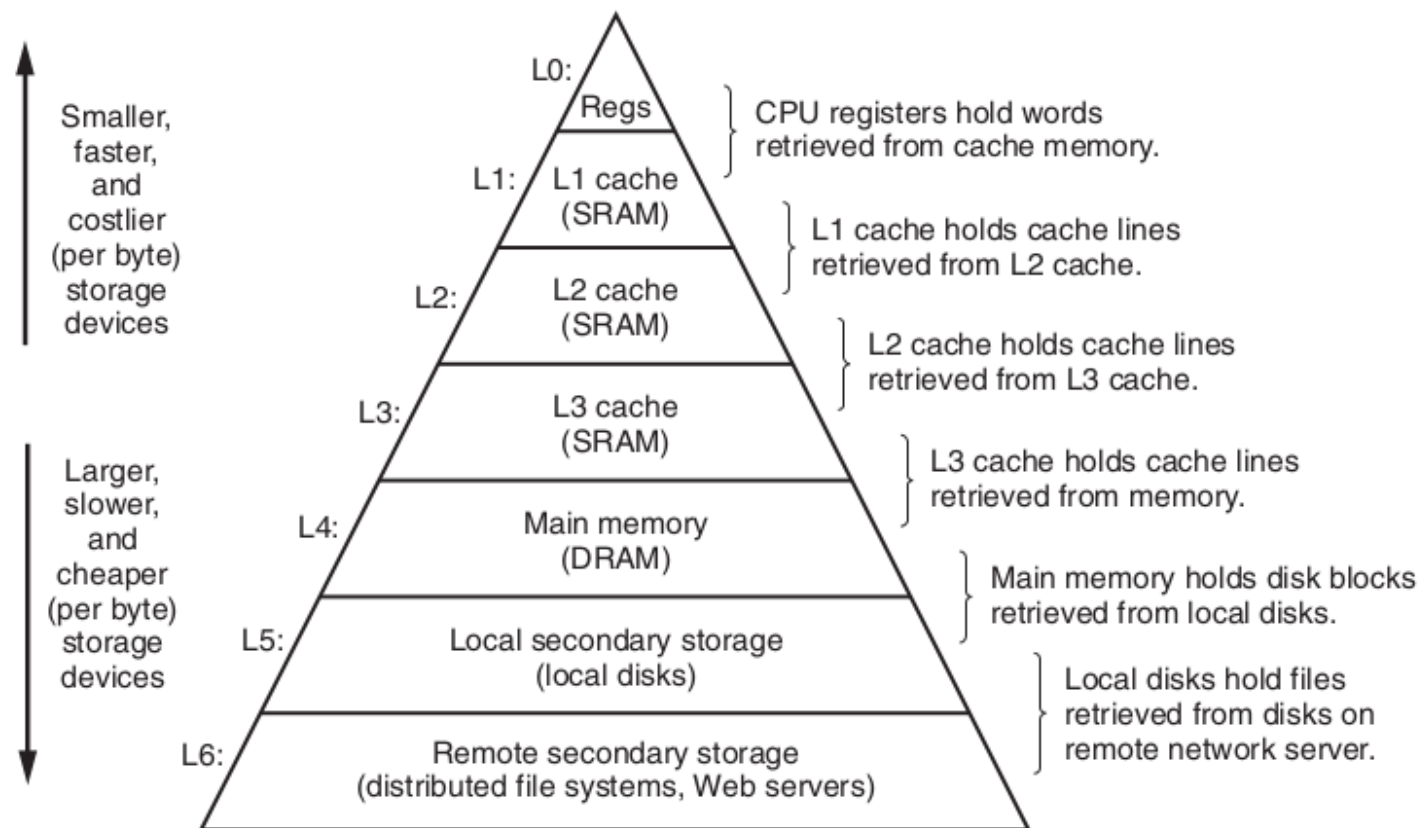 Smaller,
faster,
and
costlier
(per byte)
storage
devices
Larger,
slower,
and
cheaper
(per byte)
storage
devices
L0:
Regs
CPU registers hold words
retrieved from cache memory.
L1:
L1 cache
(SRAM)
L1 cache holds cache lines
retrieved from L2 cache.
L2:
L2 cache
(SRAM)
L2 cache holds cache lines
retrieved from L3 cache.
L3:
L3 cache
(SRAM)
L3 cache holds cache lines
retrieved from memory.
L4:
Main memory
(DRAM)
Main memory holds disk blocks
retrieved from local disks.
L5:
Local secondary storage
(local disks)
Local disks hold files
retrieved from disks on
remote network server.
L6:
Remote secondary storage
(distributed file systems, Web servers)